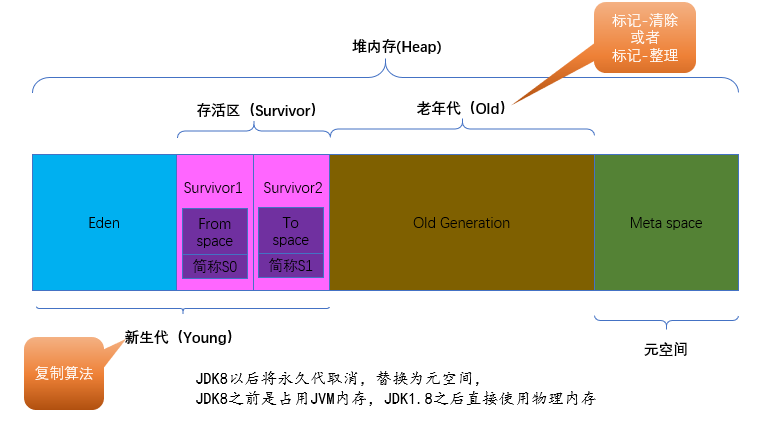 标记-清除
或者
标记-整理
堆内存(Heap)
存活区（Survivor）
老年代（Old）
Eden
Survivor1
From
space
简称S0
Survivor2
To
space
简称S1
Old Generation
Meta space
新生代（Young）
元空间
复制算法
JDK8以后将永久代取消，替换为元空间，
JDK8之前是占用JVM内存，JDK1.8之后直接使用物理内存